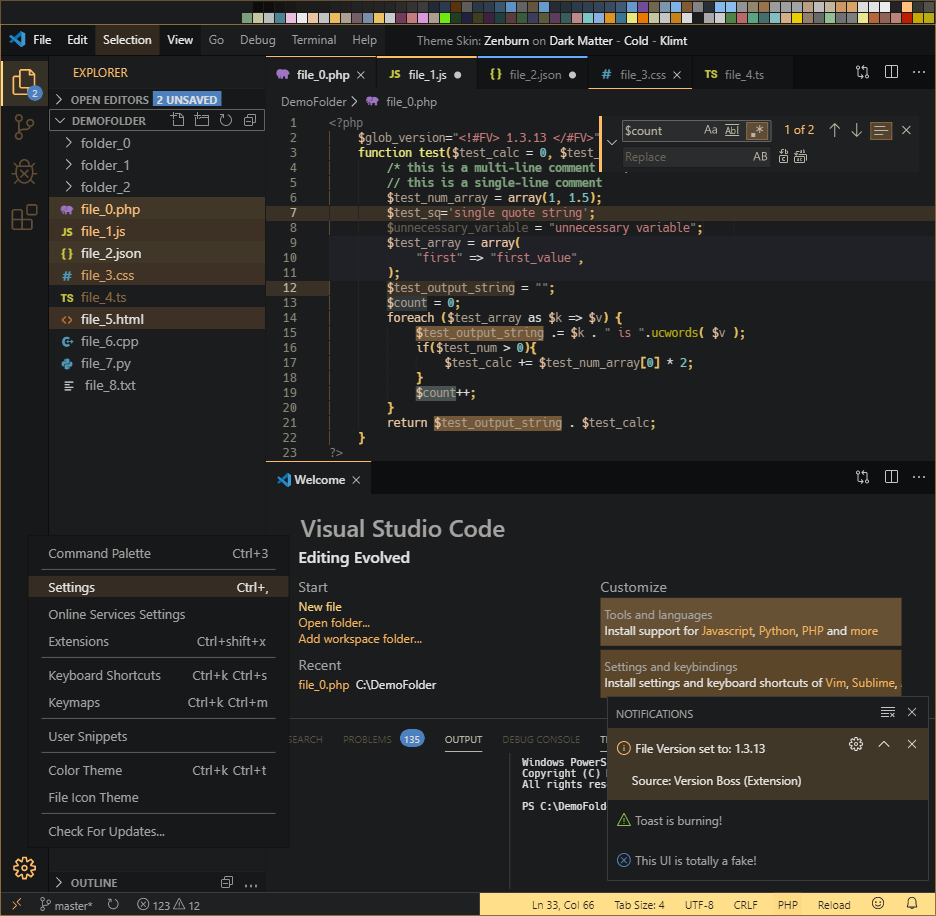 File Edit Selection View Go Debug Terminal Help Theme Skin: Zenburn on Dark Matter - Cold - Klimt
EXPLORER
OPEN EDITORS 2 UNSAVED
DEMOFOLDER
folder_0
folder_1
folder_2
file_0.php
file_1.js
file_2.json
file_3.css
file_4.ts
file_5.html
file_6.cpp
file_7.py
file_8.txt
2
JS
{}
#
TS
<>
file_0.php × JS file_1.js ● {} file_2.json ● # file_3.css × TS file_4.ts
DemoFolder > file_0.php
1 <?php
2 $glob_version="<!#FV> 1.3.13 </#FV>"
3 function test($test_calc = 0, $test_
4 /* this is a multi-line comment
5 // this is a single-line comment
6 $test_num_array = array(1, 1.5);
7 $test_sq='single quote string';
8 $unnecessary_variable = "unnecessary variable";
9 $test_array = array(
10 "first" => "first_value",
11 );
12 $test_output_string = "";
13 $count = 0;
14 foreach ($test_array as $k => $v) {
15 $test_output_string .= $k . " is ".ucwords( $v );
16 if($test_num > 0){
17 $test_calc += $test_num_array[0] * 2;
18 }
19 $count++;
20 }
21 return $test_output_string . $test_calc;
22 }
23 ?>
$count Aa Abl .* 1 of 2
Replace AB
Welcome ×
Visual Studio Code
Editing Evolved
Start
New file
Open folder...
Add workspace folder...
Recent
file_0.php C:\DemoFolder
Customize
Tools and languages
Install support for Javascript, Python, PHP and more
Settings and keybindings
Install settings and keyboard shortcuts of Vim, Sublime,
Command Palette Ctrl+3
Settings Ctrl+,
Online Services Settings
Extensions Ctrl+shift+x
Keyboard Shortcuts Ctrl+k Ctrl+s
Keymaps Ctrl+k Ctrl+m
User Snippets
Color Theme Ctrl+k Ctrl+t
File Icon Theme
Check For Updates...
SEARCH PROBLEMS 135 OUTPUT DEBUG CONSOLE
Windows PowerS
Copyright (C)
All rights res
PS C:\DemoFold
NOTIFICATIONS
File Version set to: 1.3.13
Source: Version Boss (Extension)
Toast is burning!
This UI is totally a fake!
OUTLINE
master* 123 12 Ln 33, Col 66 Tab Size: 4 UTF-8 CRLF PHP Reload